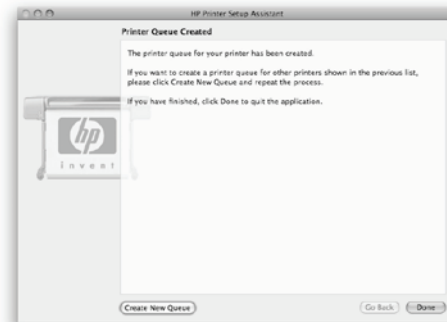 HP Printer Setup Assistant
Printer Queue Created
The printer queue for your printer has been created.
If you want to create a printer queue for other printers shown in the previous list,
please click Create New Queue and repeat the process.
If you have finished, click Done to quit the application.
hp
invent
Create New Queue
Go Back
Done